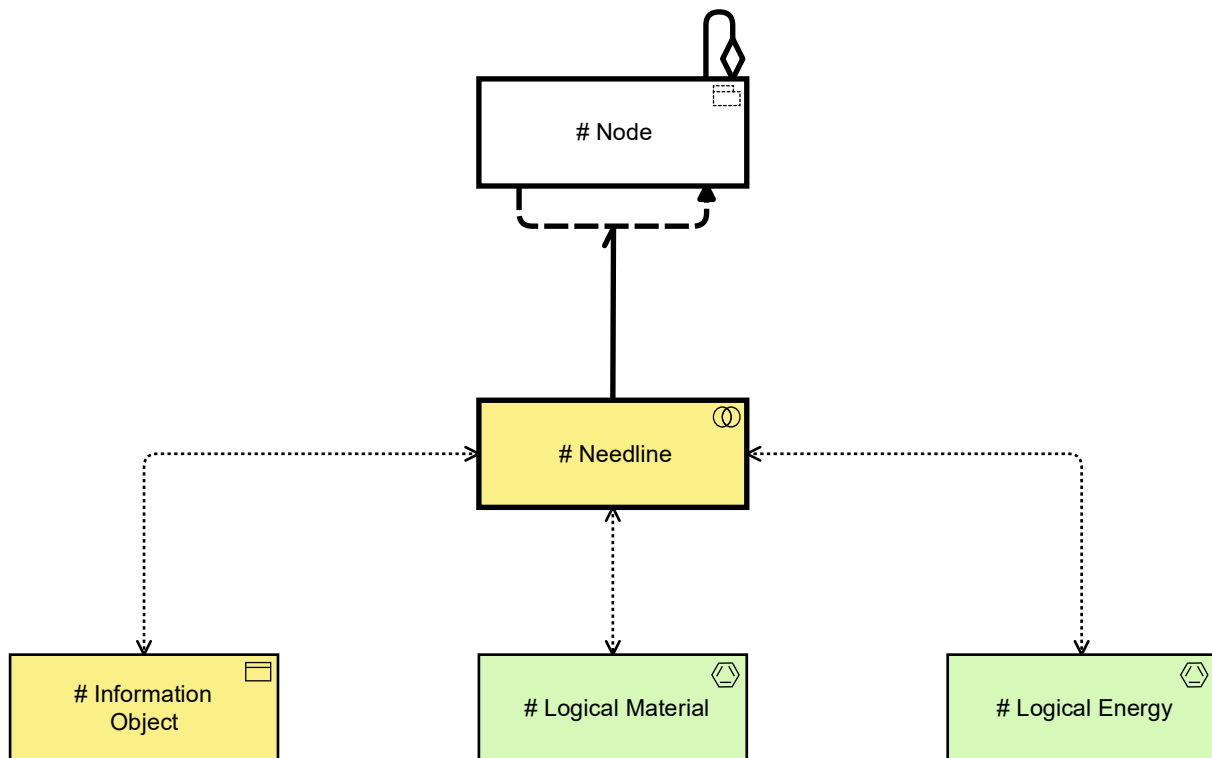 # Node
# Needline
# Information
Object
# Logical Material
# Logical Energy